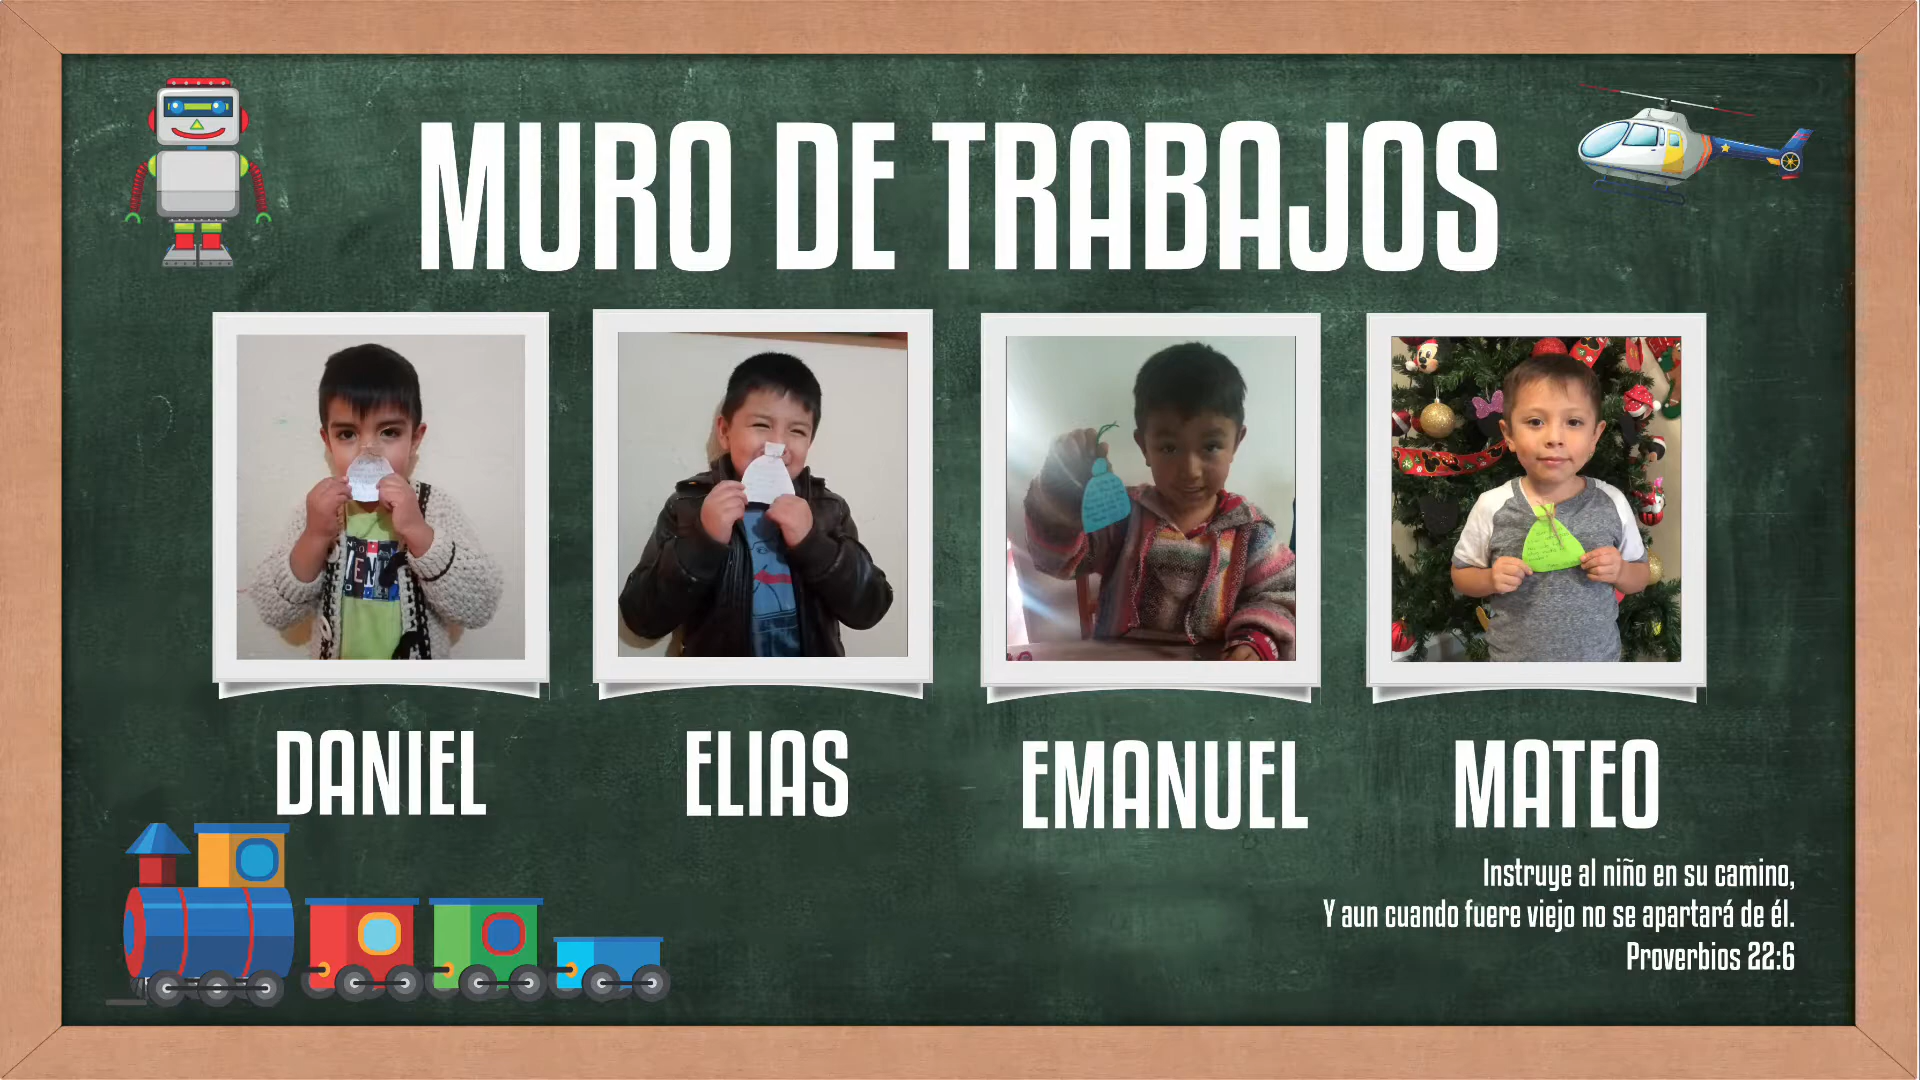 MURO DE TRABAJOS
DANIEL
ELIAS
EMANUEL
MATEO
Instruye al niño en su camino,
Y aun cuando fuere viejo no se apartará de él.
Proverbios 22:6